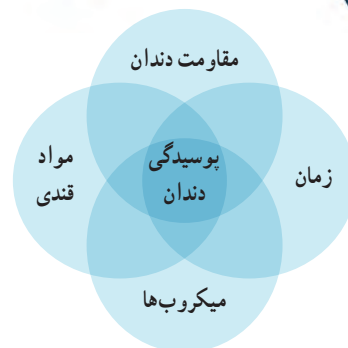 مقاومت دندان
مواد
قندی
پوسیدگی
دندان
زمان
میکروب‌ها